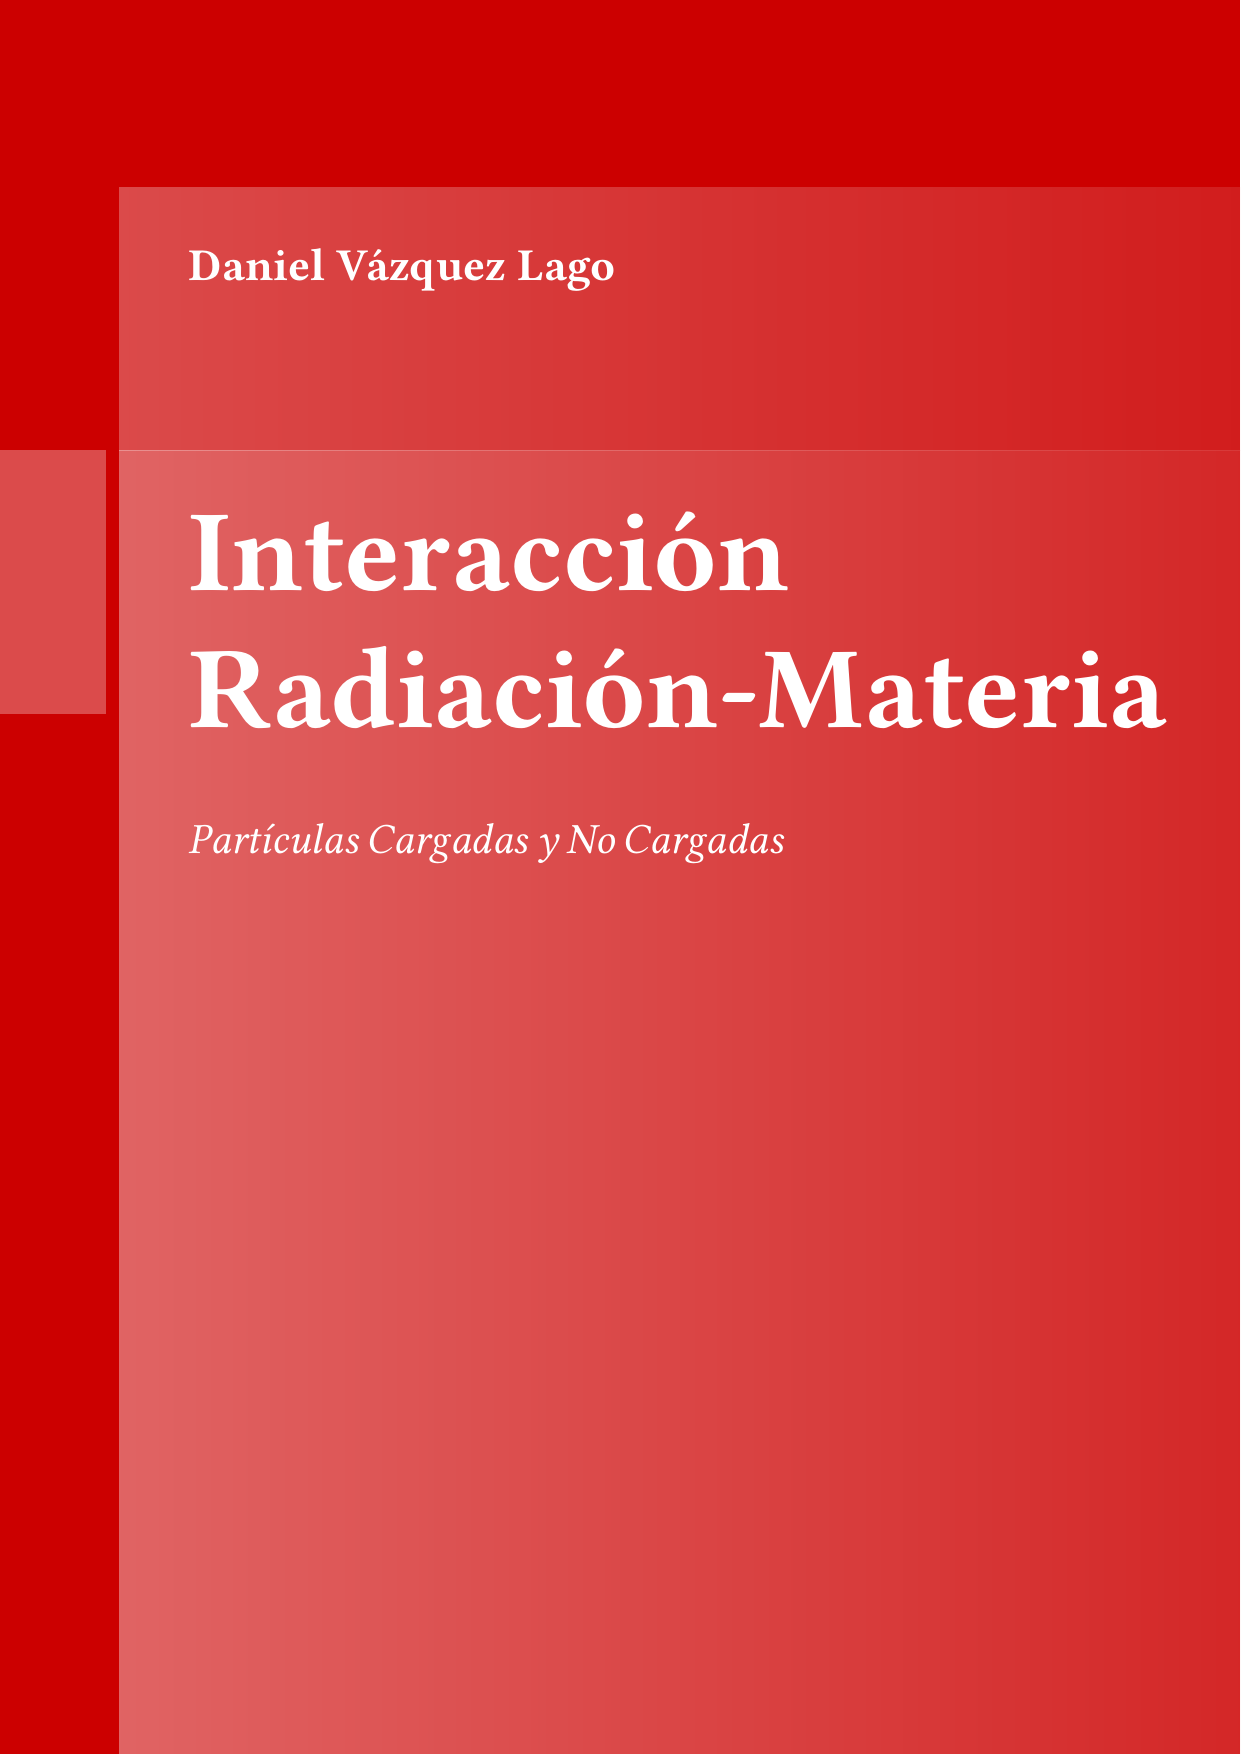 Daniel Vázquez Lago
Interacción
Radiación-Materia
Partículas Cargadas y No Cargadas